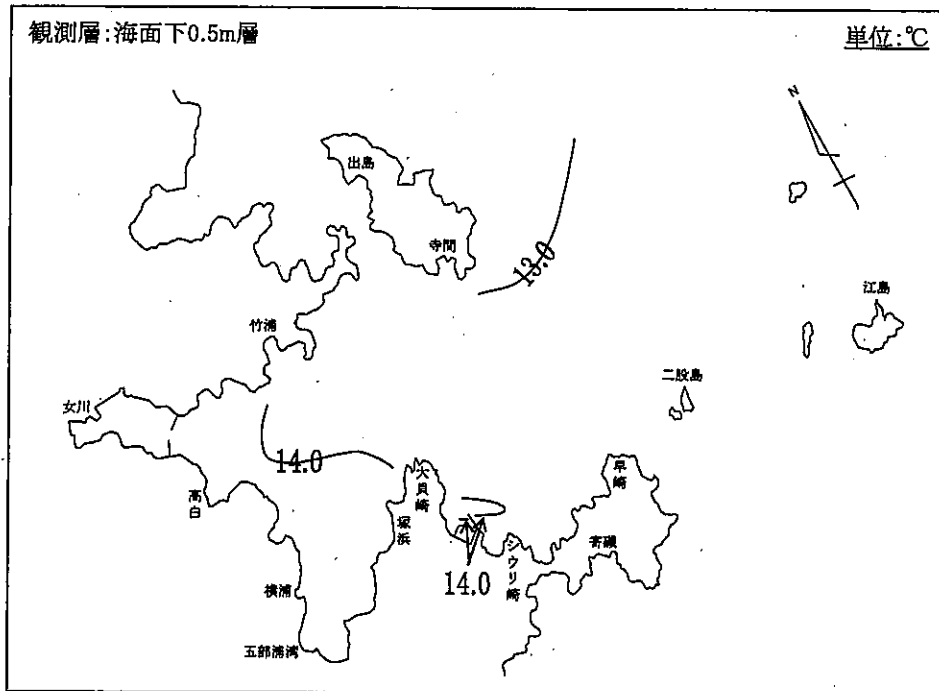 観測層:海面下0.5m層
単位:℃
N
出島
寺間
13.0
江島
竹浦
二股島
女川
14.0
大貝崎
早崎
高白
塚浜
寄磯
シウリ崎
14.0
横浦
五部浦湾